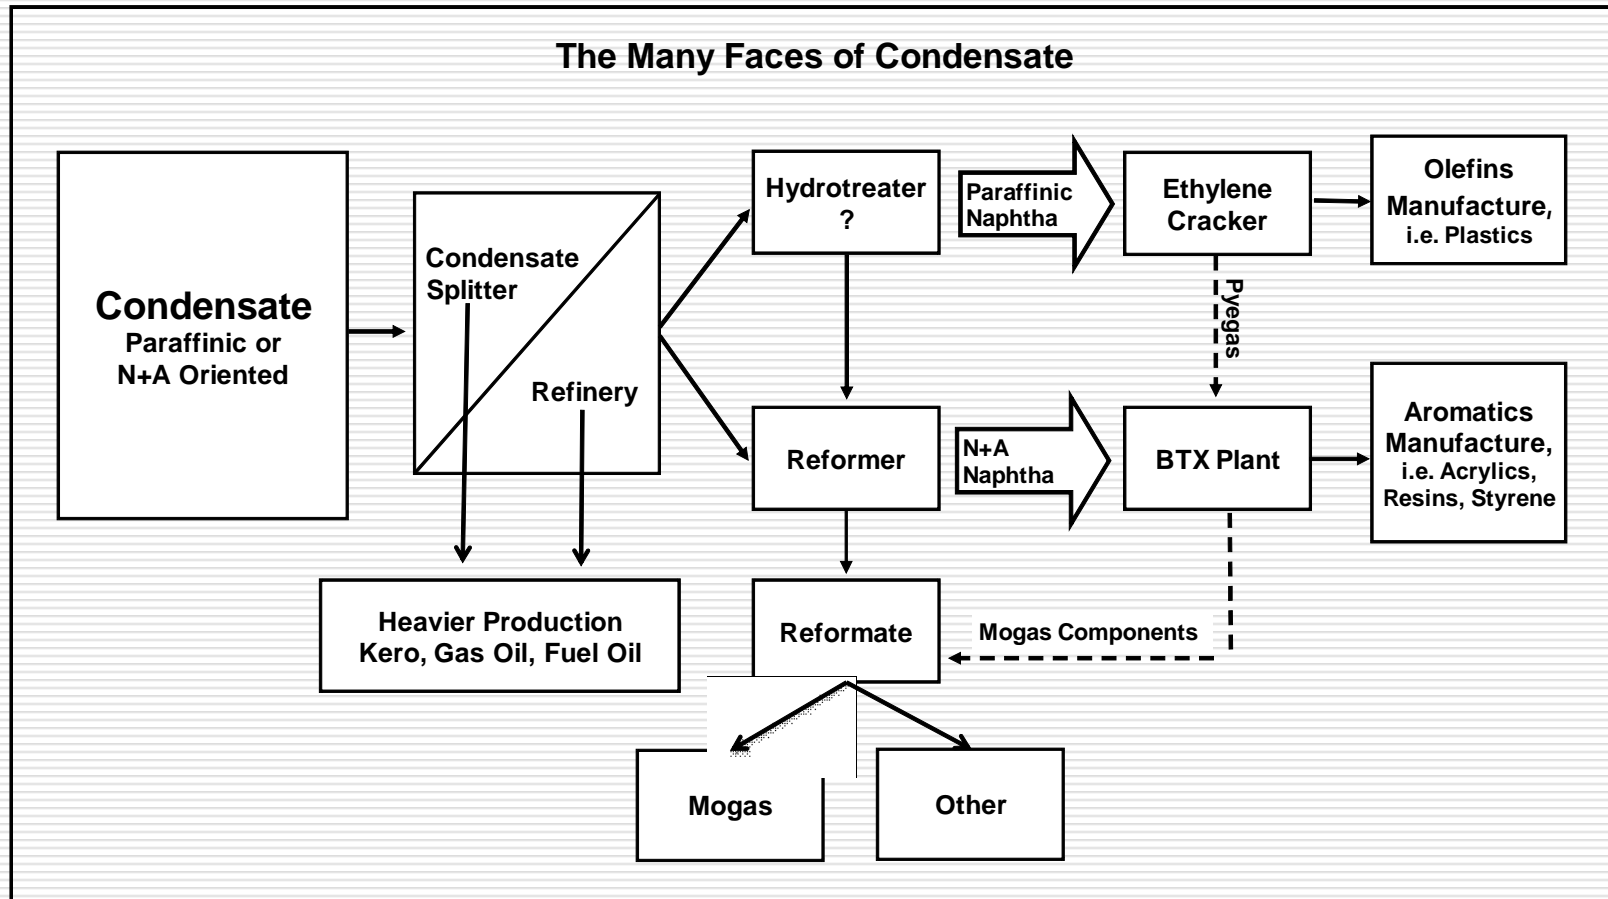 The Many Faces of Condensate
Condensate
Paraffinic or
N+A Oriented
Condensate
Splitter
Refinery
Heavier Production
Kero, Gas Oil, Fuel Oil
Hydrotreater
?
Paraffinic
Naphtha
Ethylene
Cracker
Olefins
Manufacture,
i.e. Plastics
Pyegas
Reformer
N+A
Naphtha
BTX Plant
Aromatics
Manufacture,
i.e. Acrylics,
Resins, Styrene
Reformate
Mogas Components
Mogas
Other